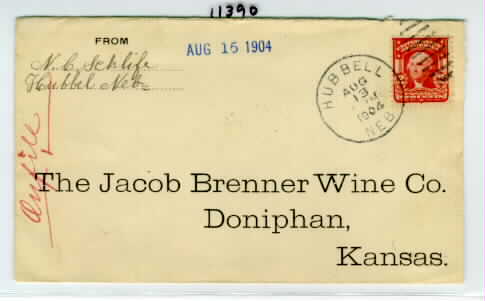 11390
FROM
AUG 15 1904
N. C. Schlife
Hubbel Neb
HUBBELL
AUG
13
1904
NEB.
The Jacob Brenner Wine Co.
Doniphan,
Kansas.